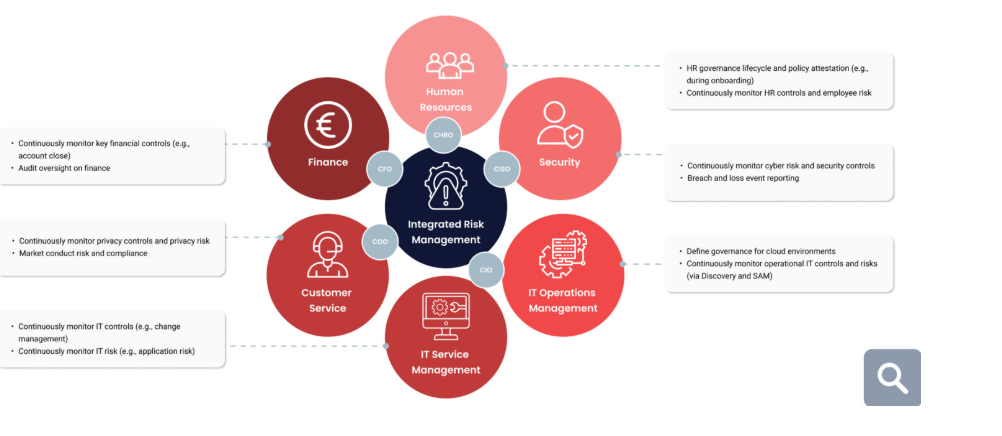 Human
Resources
CHRO
• HR governance lifecycle and policy attestation (e.g.,
during onboarding)
• Continuously monitor HR controls and employee risk
Finance
CFO
• Continuously monitor key financial controls (e.g.,
account close)
• Audit oversight on finance
Security
CISO
• Continuously monitor cyber risk and security controls
• Breach and loss event reporting
Integrated Risk
Management
Customer
Service
COO
• Continuously monitor privacy controls and privacy risk
• Market conduct risk and compliance
IT Operations
Management
CIO
• Define governance for cloud environments
• Continuously monitor operational IT controls and risks
(via Discovery and SAM)
IT Service
Management
• Continuously monitor IT controls (e.g., change
management)
• Continuously monitor IT risk (e.g., application risk)